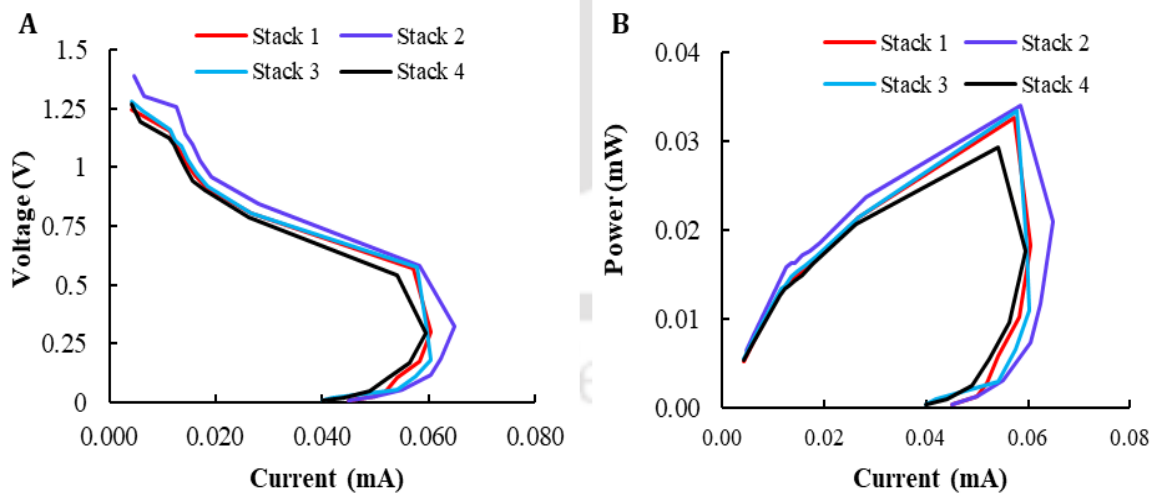 A
Stack 1 Stack 2
Stack 3 Stack 4
1.5
1.25
1
0.75
0.5
0.25
0
Voltage (V)
0.000 0.020 0.040 0.060 0.080
Current (mA)
B
Stack 1 Stack 2
Stack 3 Stack 4
0.04
0.03
0.02
0.01
0.00
Power (mW)
0.00 0.02 0.04 0.06 0.08
Current (mA)